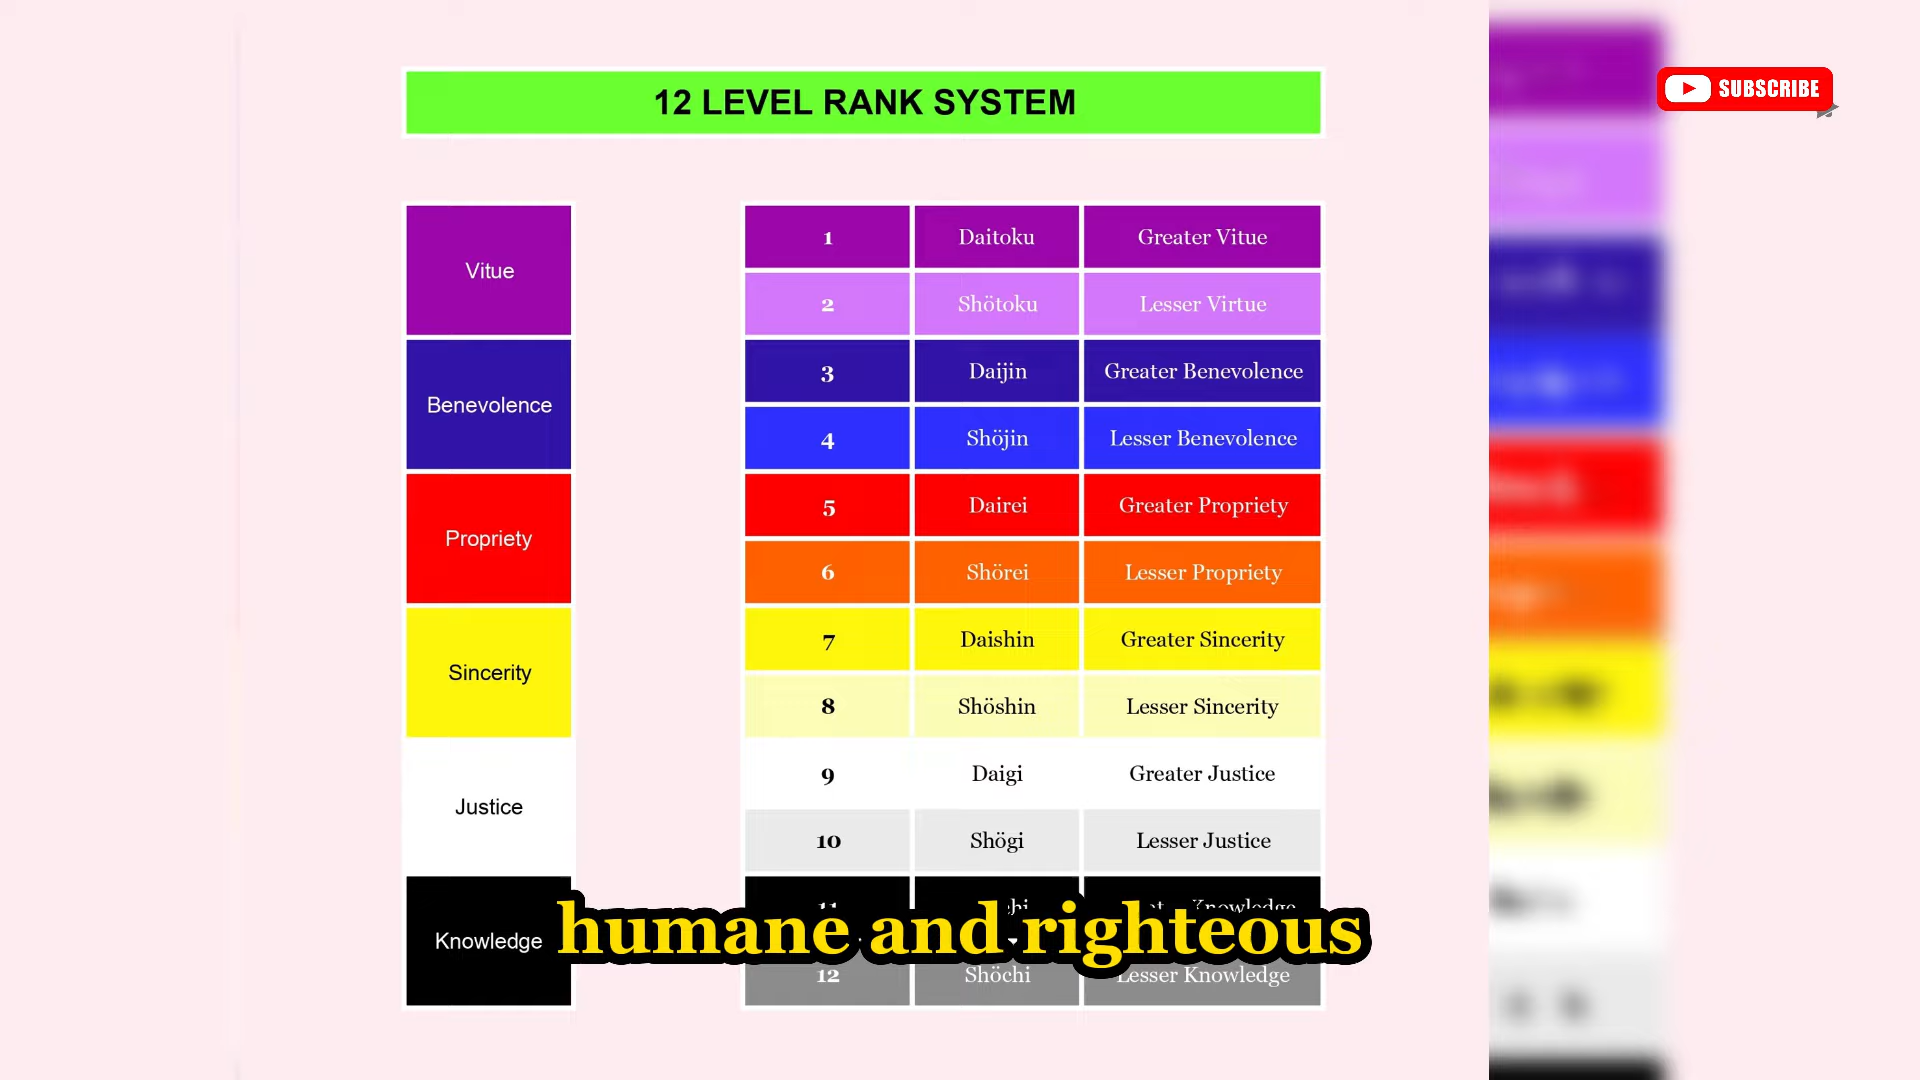 12 LEVEL RANK SYSTEM
SUBSCRIBE
Vitue
Benevolence
Propriety
Sincerity
Justice
Knowledge
1 Daitoku Greater Vitue
2 Shötoku Lesser Virtue
3 Daijin Greater Benevolence
4 Shöjin Lesser Benevolence
5 Dairei Greater Propriety
6 Shörei Lesser Propriety
7 Daishin Greater Sincerity
8 Shöshin Lesser Sincerity
9 Daigi Greater Justice
10 Shögi Lesser Justice
Knowledge
12 Shöchi Lesser Knowledge
humane and righteous